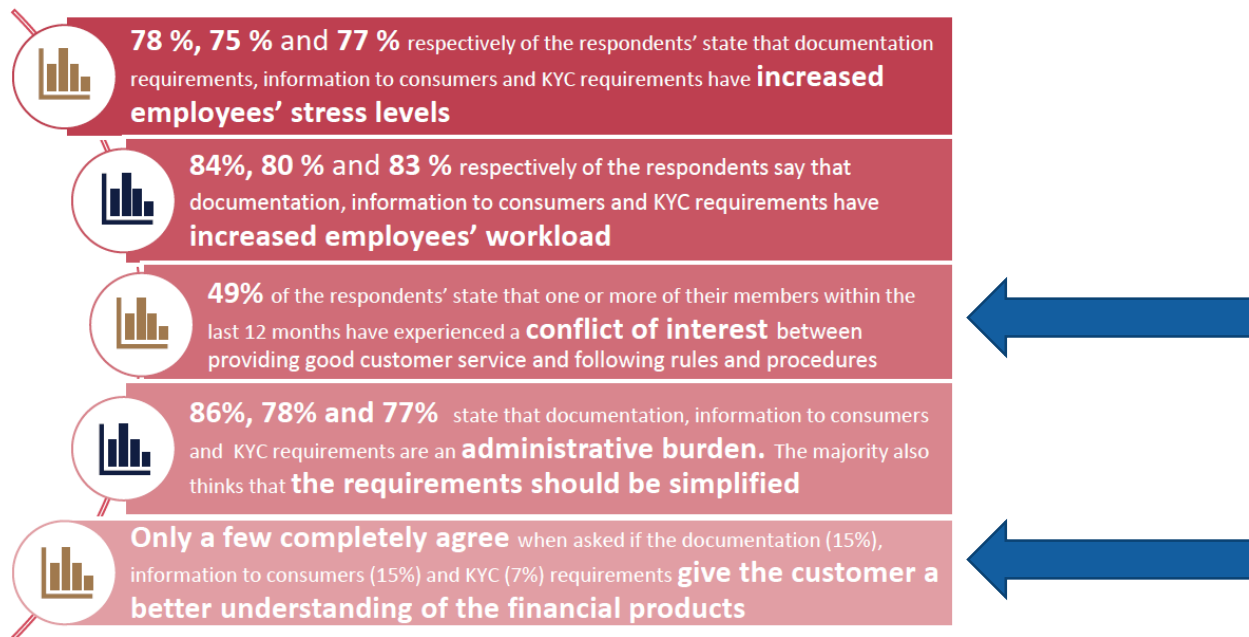 78 %, 75 % and 77 % respectively of the respondents’ state that documentation
requirements, information to consumers and KYC requirements have increased
employees’ stress levels
84%, 80 % and 83 % respectively of the respondents say that
documentation, information to consumers and KYC requirements have
increased employees’ workload
49% of the respondents’ state that one or more of their members within the
last 12 months have experienced a conflict of interest between
providing good customer service and following rules and procedures
86%, 78% and 77% state that documentation, information to consumers
and KYC requirements are an administrative burden. The majority also
thinks that the requirements should be simplified
Only a few completely agree when asked if the documentation (15%),
information to consumers (15%) and KYC (7%) requirements give the customer a
better understanding of the financial products